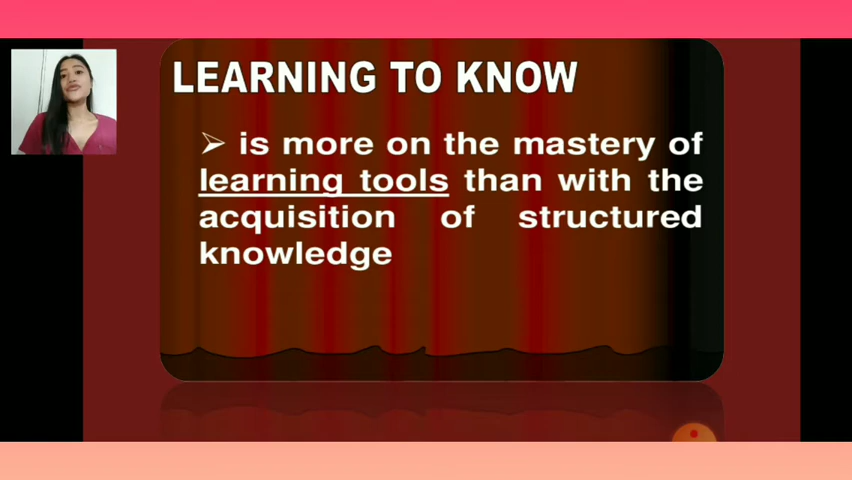 LEARNING TO KNOW
➢ is more on the mastery of
learning tools than with the
acquisition of structured
knowledge